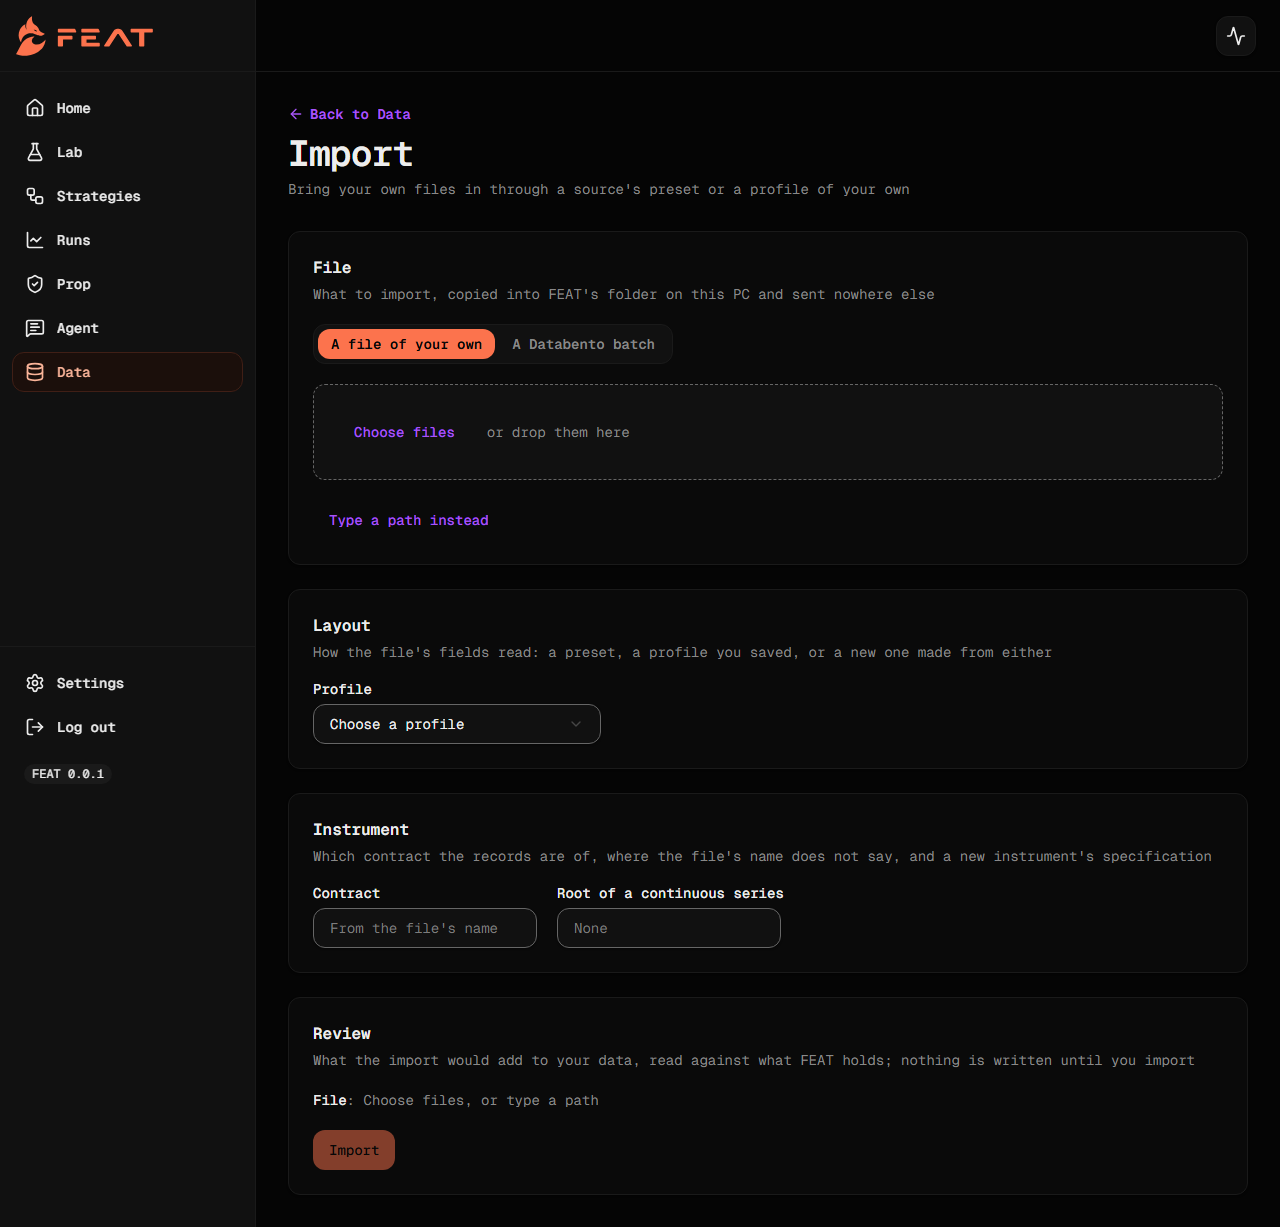 FEAT
Home
Lab
Strategies
Runs
Prop
Agent
Data
Settings
Log out
FEAT 0.0.1
Back to Data
Import
Bring your own files in through a source's preset or a profile of your own
File
What to import, copied into FEAT's folder on this PC and sent nowhere else
A file of your own
A Databento batch
Choose files or drop them here
Type a path instead
Layout
How the file's fields read: a preset, a profile you saved, or a new one made from either
Profile
Choose a profile
Instrument
Which contract the records are of, where the file's name does not say, and a new instrument's specification
Contract
From the file's name
Root of a continuous series
None
Review
What the import would add to your data, read against what FEAT holds; nothing is written until you import
File: Choose files, or type a path
Import